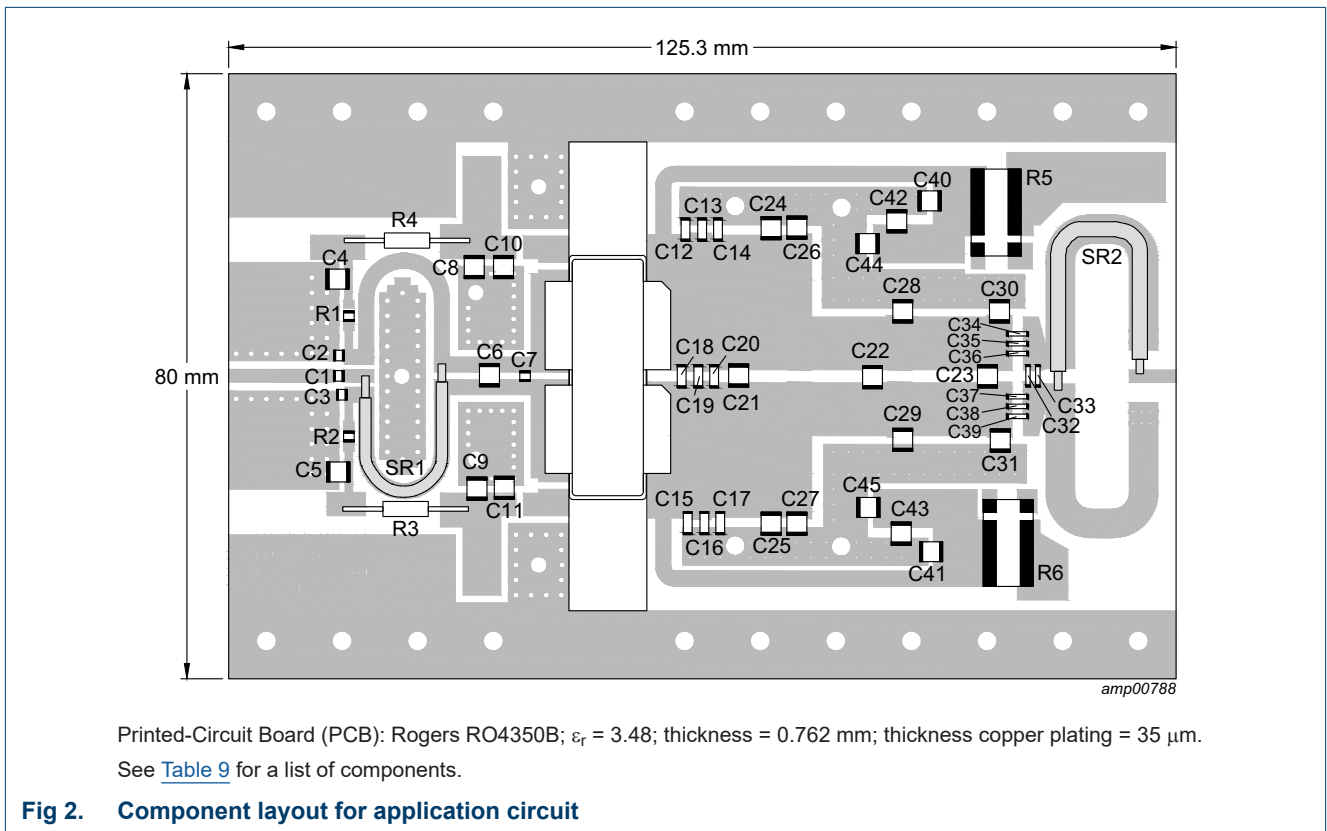 125.3 mm
80 mm
C40
R5
C13
C24
C42
R4
C12
C14
C26
C44
SR2
C4
C8
C10
R1
C28
C30
C34
C35
C36
C2
C6
C7
C18
C20
C22
C23
C1
C3
C19
C21
C37
C33
C38
C32
C39
R2
C29
C31
C5
SR1
C9
C11
C45
C43
C15
C17
C27
R3
C16
C25
C41
R6
amp00788
Printed-Circuit Board (PCB): Rogers RO4350B; εr = 3.48; thickness = 0.762 mm; thickness copper plating = 35 μm.
See Table 9 for a list of components.
Fig 2. Component layout for application circuit